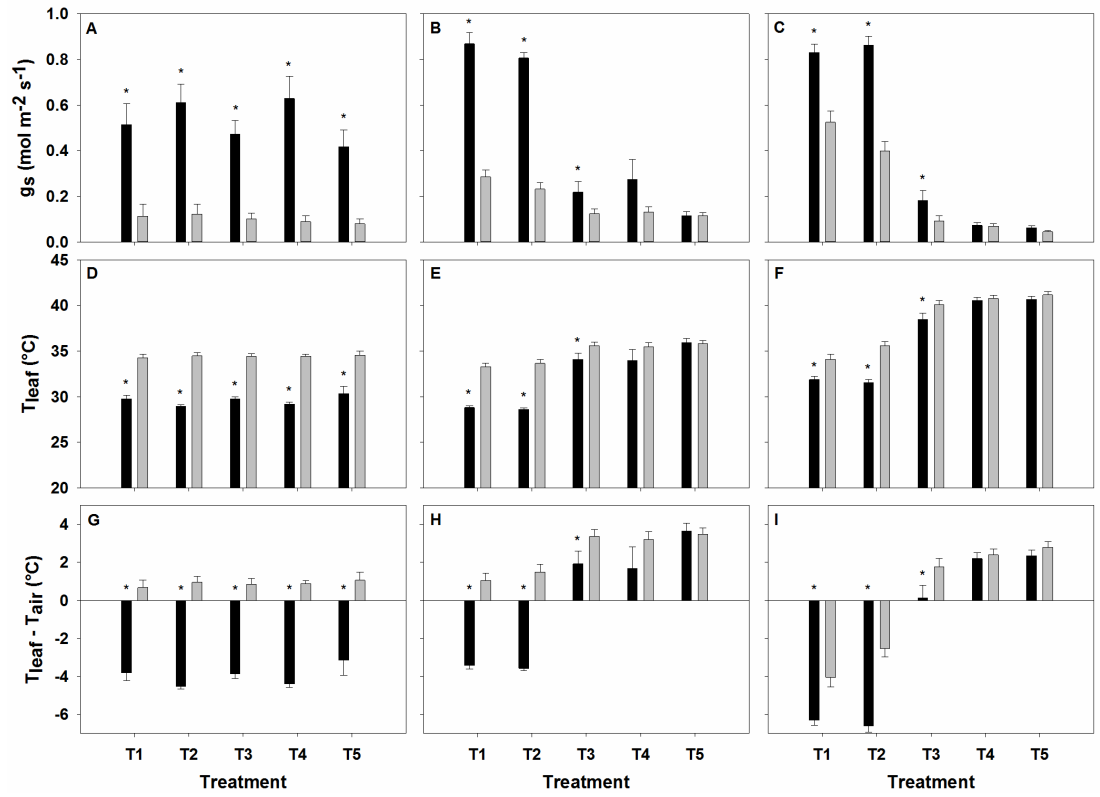 A
B
C
gs (mol m-2 s-1)
1.0
0.8
0.6
0.4
0.2
0.0
* * * * *
* * *
* * *
D
E
F
Tleaf (°C)
45
40
35
30
25
20
* * * * *
* * *
* * *
G
H
I
Tleaf - Tair (°C)
4
2
0
-2
-4
-6
* * * * *
* * *
* * *
T1 T2 T3 T4 T5
T1 T2 T3 T4 T5
T1 T2 T3 T4 T5
Treatment
Treatment
Treatment